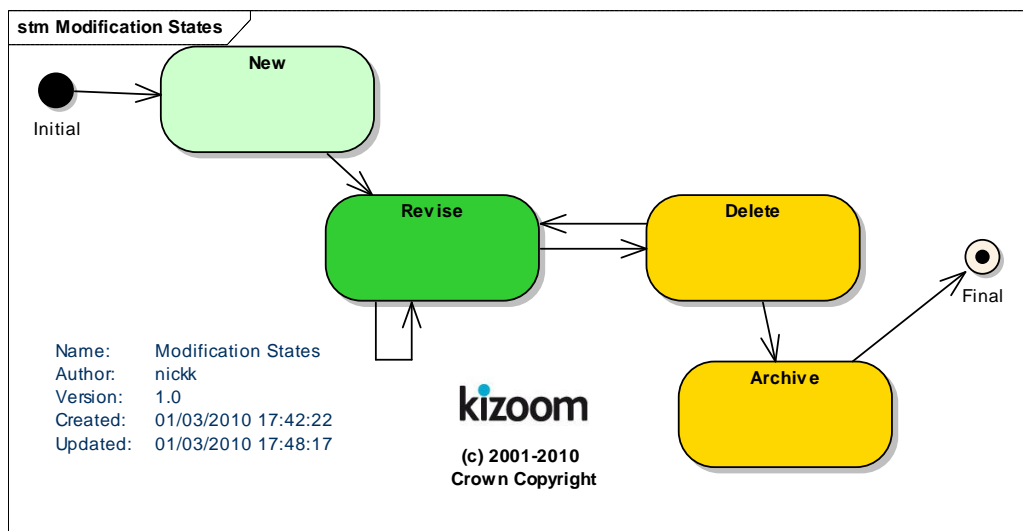 stm Modification States
New
Initial
Revise
Delete
Final
Archive
Name: Modification States
Author: nickk
Version: 1.0
Created: 01/03/2010 17:42:22
Updated: 01/03/2010 17:48:17
kizoom
(c) 2001-2010
Crown Copyright